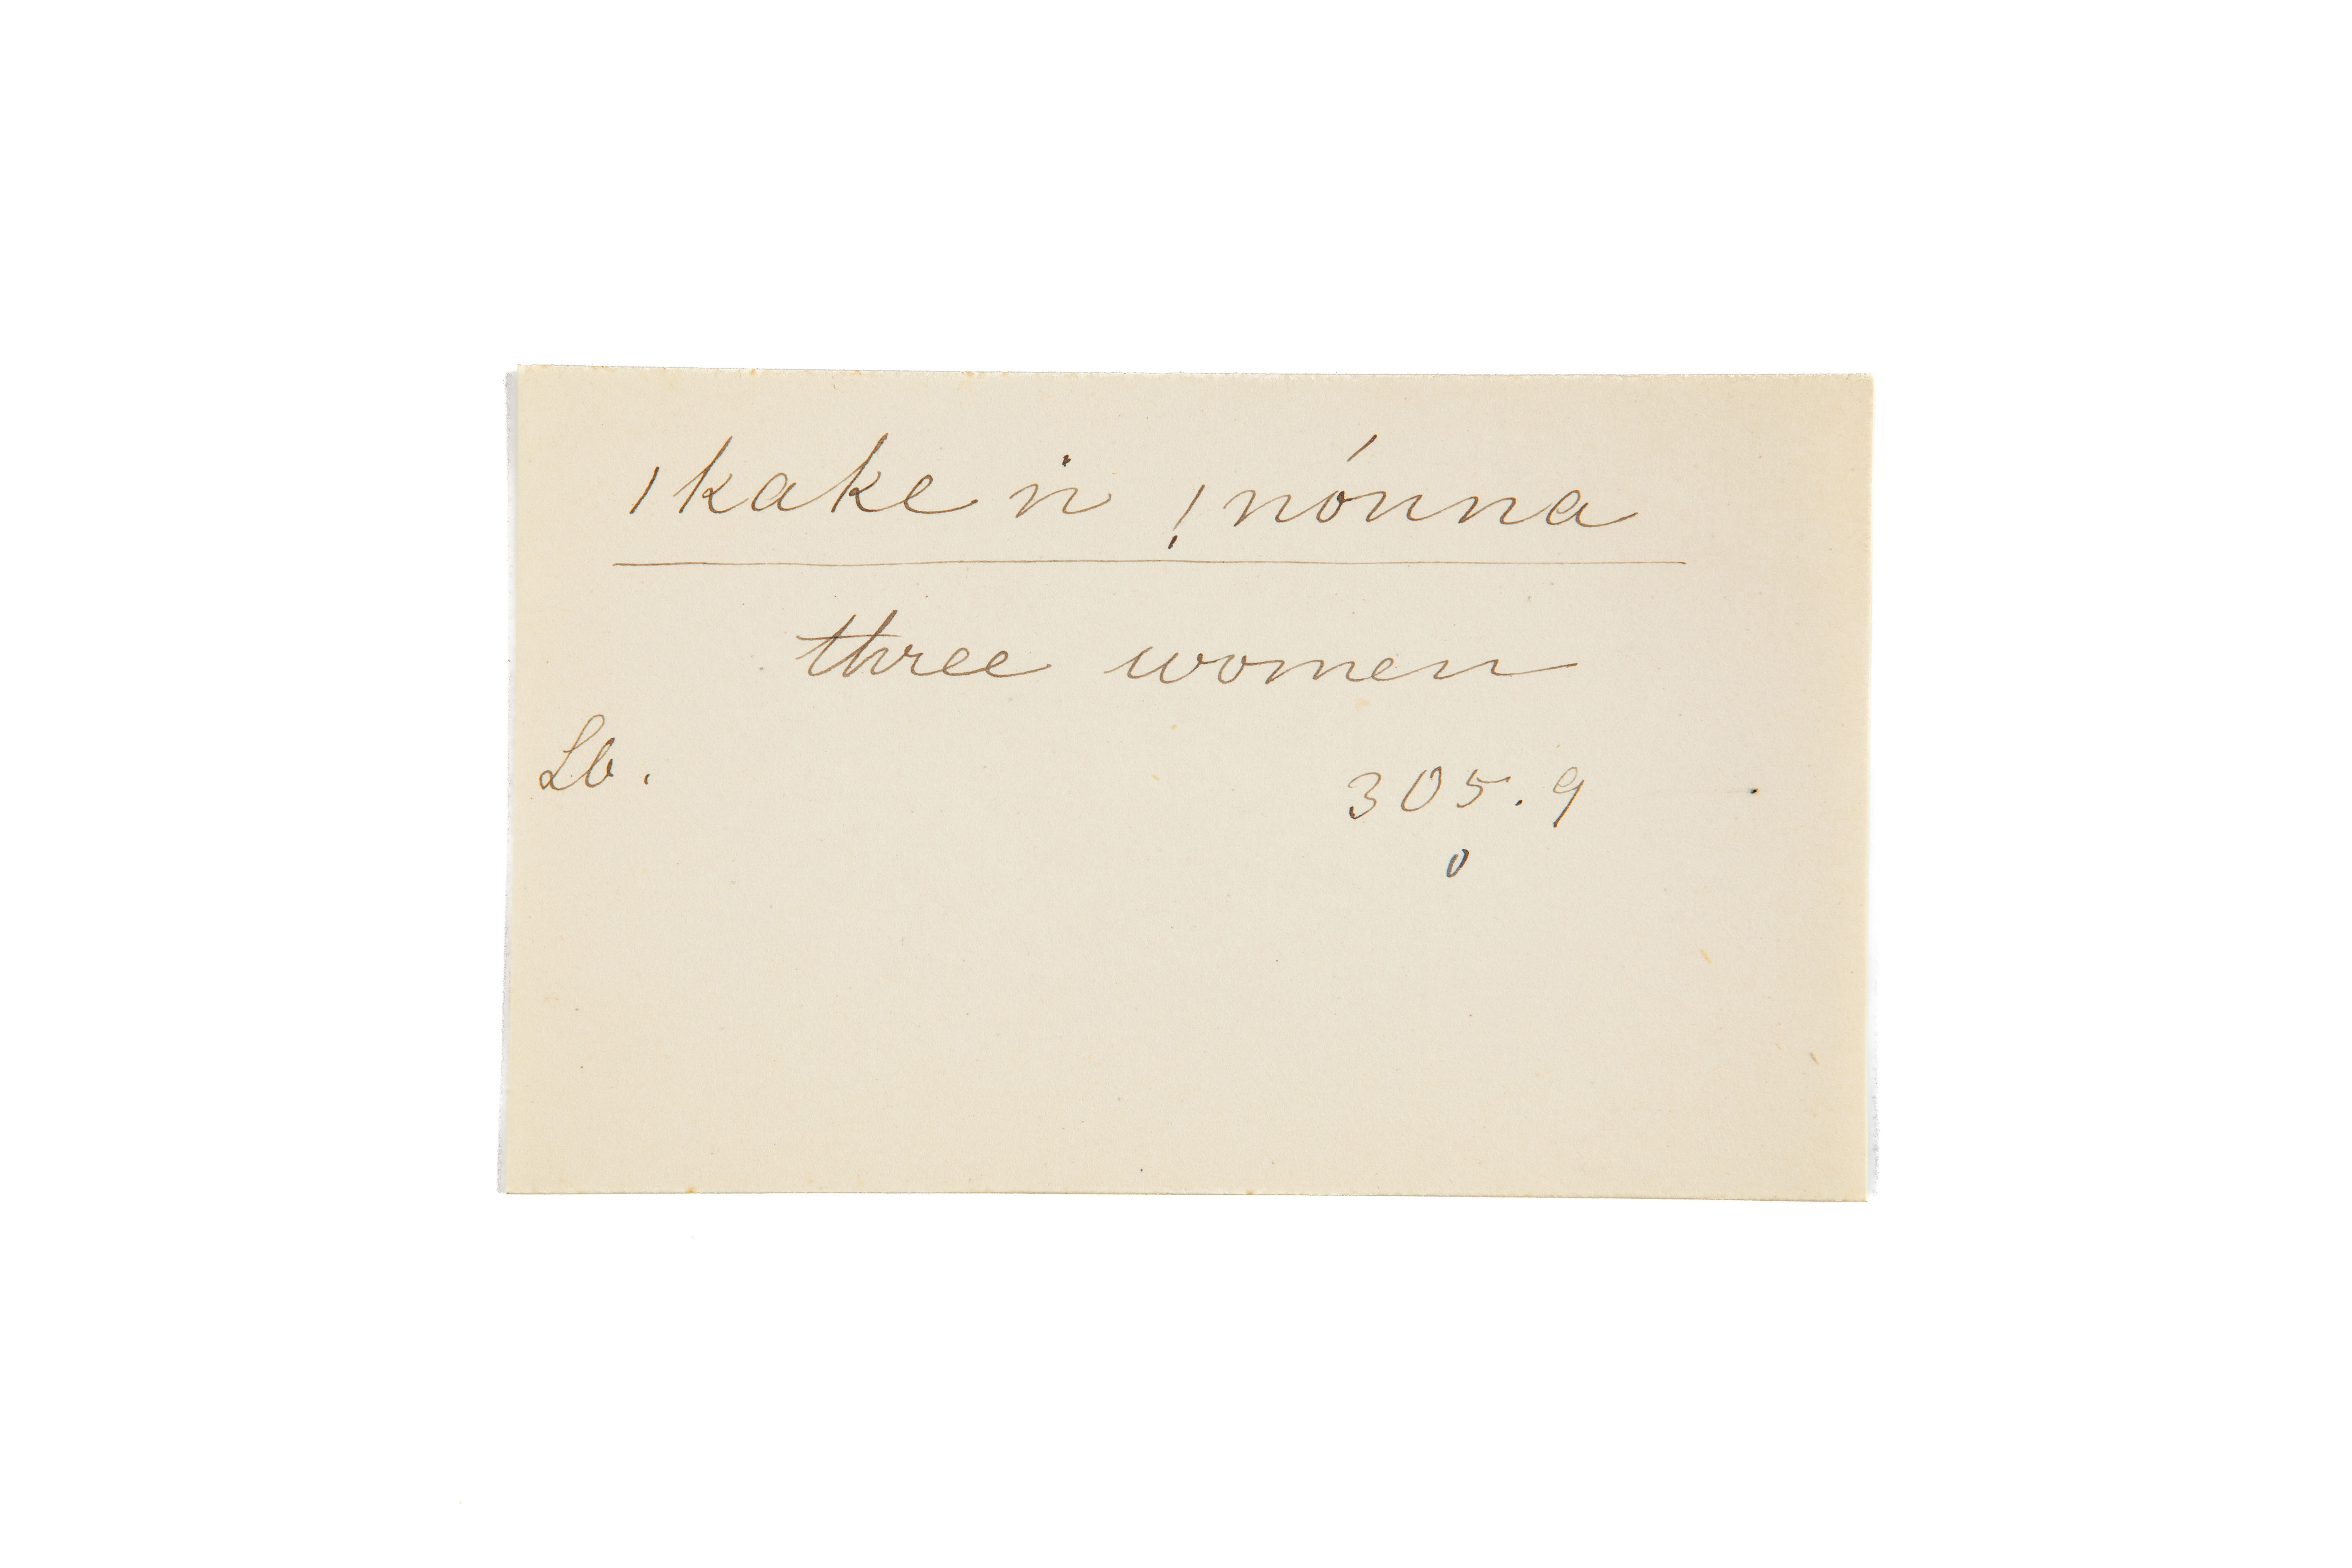 ǀkake ṅ ǃnónna
three women
Lb. 305.9
0